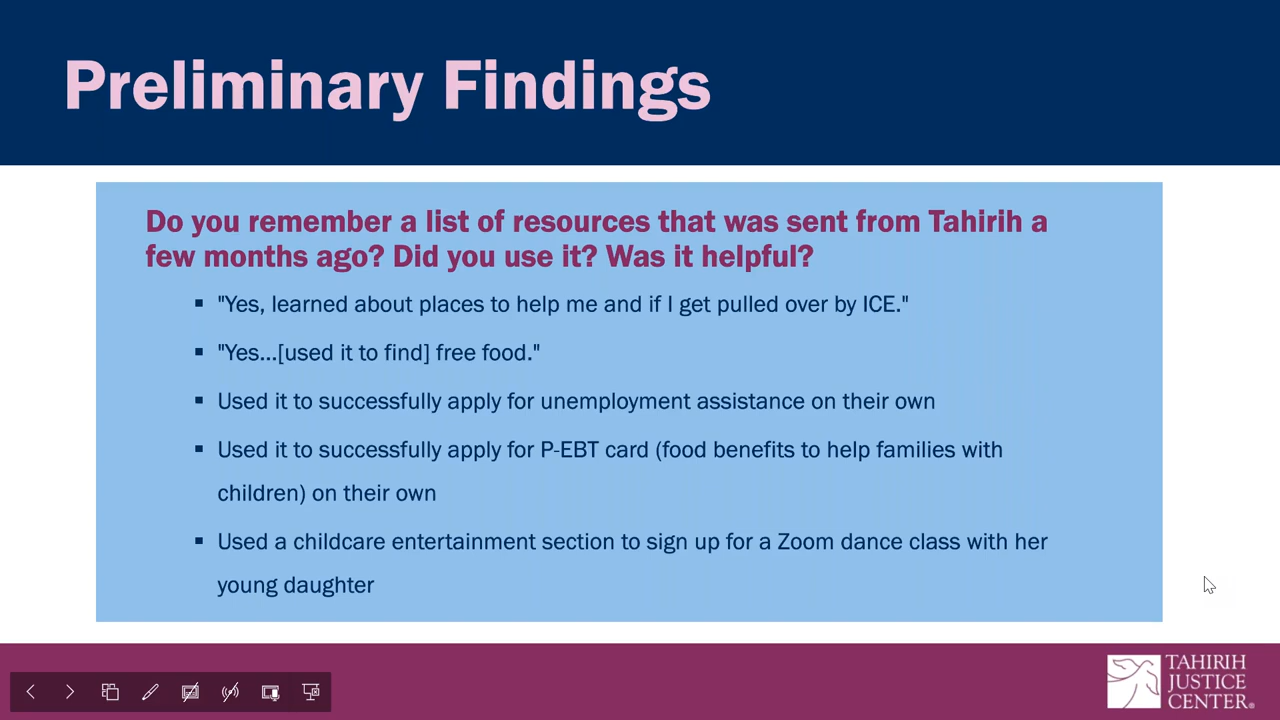 Preliminary Findings
Do you remember a list of resources that was sent from Tahirih a
few months ago? Did you use it? Was it helpful?
▪ "Yes, learned about places to help me and if I get pulled over by ICE."
▪ "Yes...[used it to find] free food."
▪ Used it to successfully apply for unemployment assistance on their own
▪ Used it to successfully apply for P-EBT card (food benefits to help families with
children) on their own
▪ Used a childcare entertainment section to sign up for a Zoom dance class with her
young daughter
TAHIRIH
JUSTICE
CENTER®